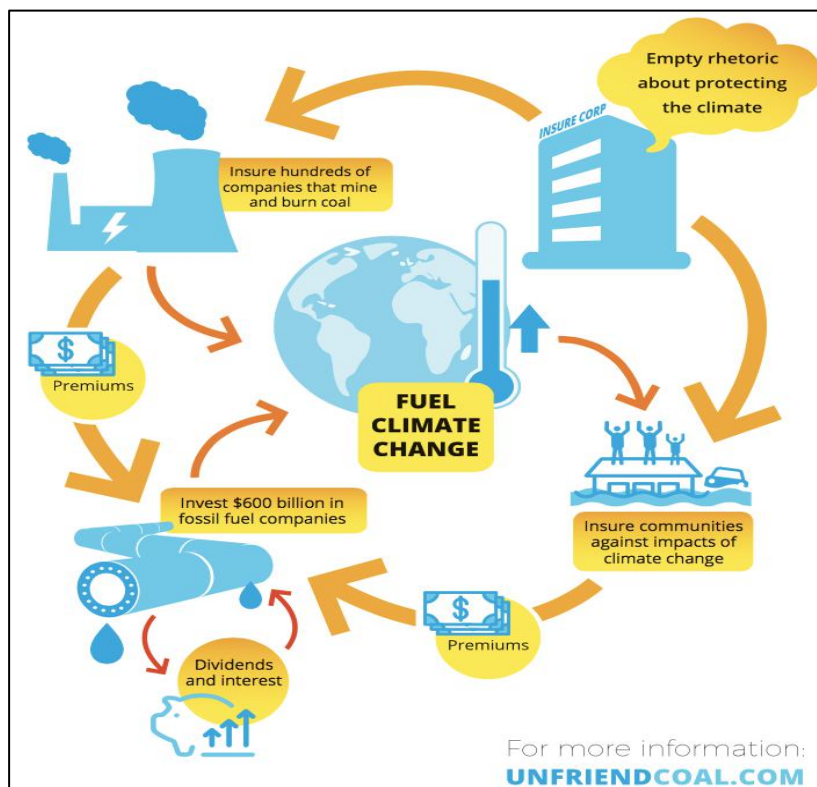 Empty rhetoric
about protecting
the climate
INSURE CORP
Insure hundreds of
companies that mine
and burn coal
$
Premiums
FUEL
CLIMATE
CHANGE
Invest $600 billion in
fossil fuel companies
Insure communities
against impacts of
climate change
$
Premiums
Dividends
and interest
For more information:
UNFRIENDCOAL.COM